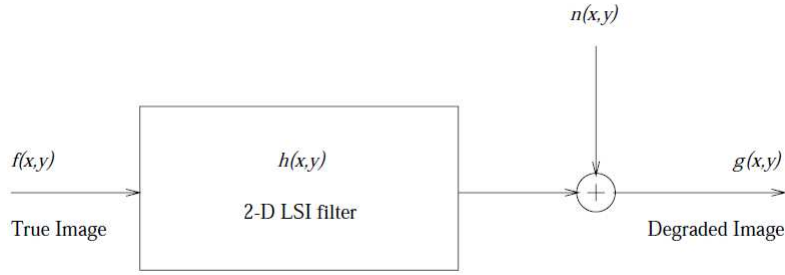 n(x,y)
f(x,y)
h(x,y)
g(x,y)
2-D LSI filter
+
True Image
Degraded Image